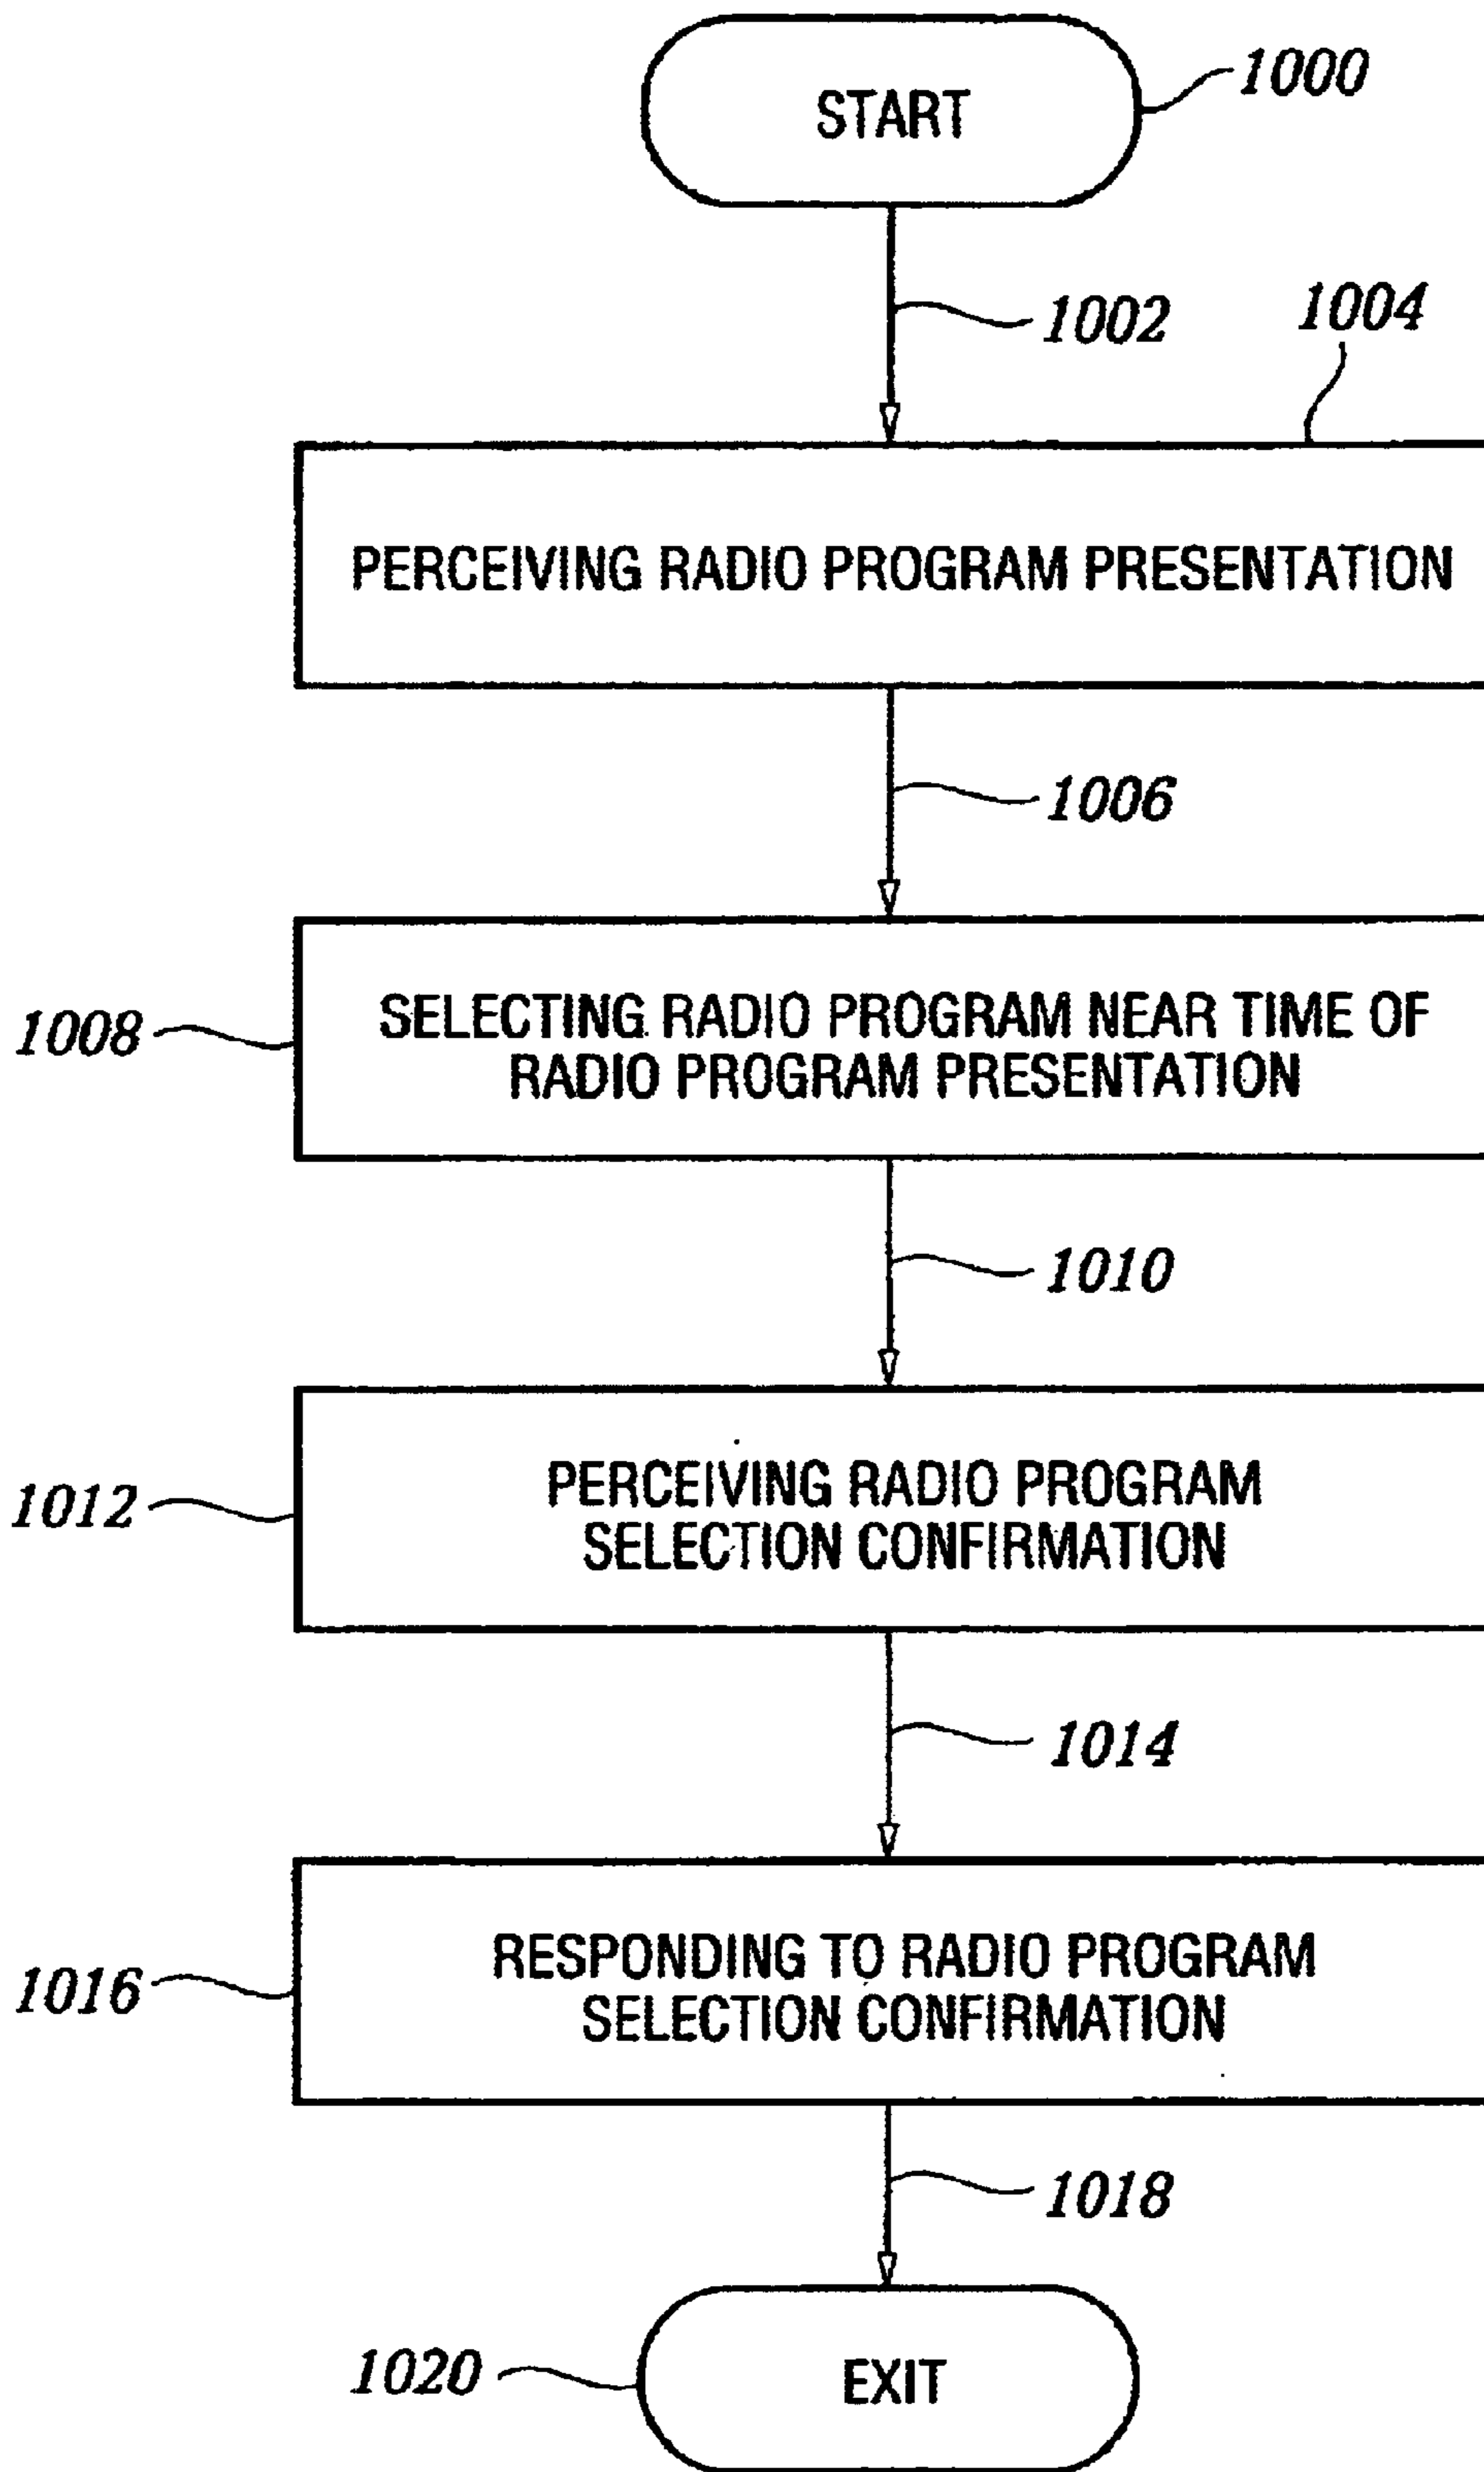 START
1000
1002
1004
PERCEIVING RADIO PROGRAM PRESENTATION
1006
1008
SELECTING RADIO PROGRAM NEAR TIME OF
RADIO PROGRAM PRESENTATION
1010
1012
PERCEIVING RADIO PROGRAM
SELECTION CONFIRMATION
1014
1016
RESPONDING TO RADIO PROGRAM
SELECTION CONFIRMATION
1018
1020
EXIT